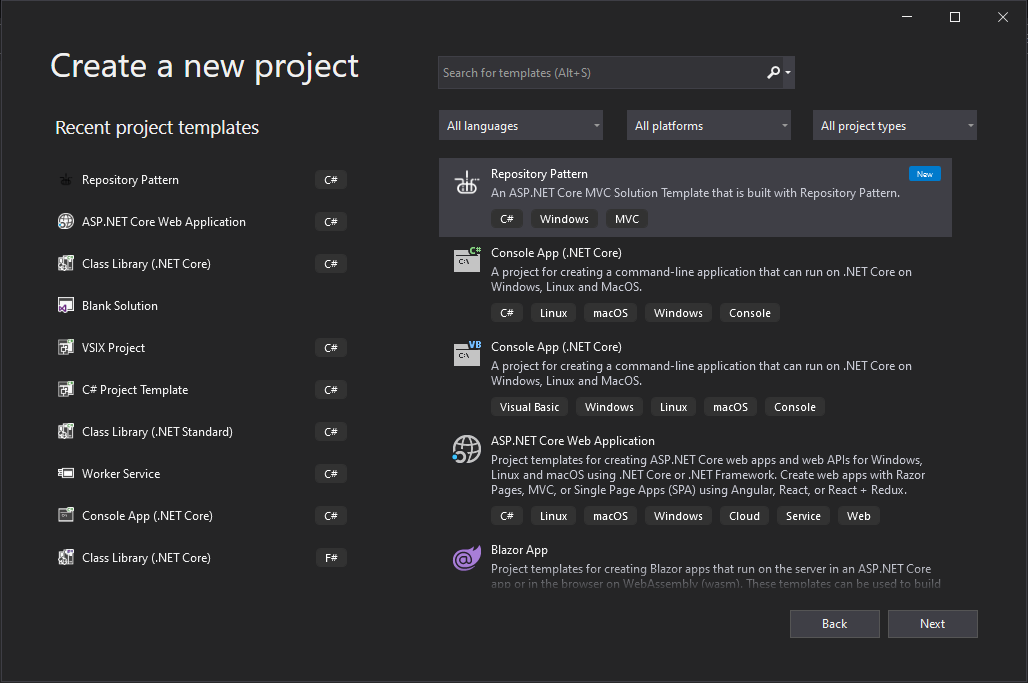 Create a new project
Search for templates (Alt+S)
All languages
All platforms
All project types
Recent project templates
Repository Pattern C#
ASP.NET Core Web Application C#
Class Library (.NET Core) C#
Blank Solution
VSIX Project C#
C# Project Template C#
Class Library (.NET Standard) C#
Worker Service C#
Console App (.NET Core) C#
Class Library (.NET Core) F#
Repository Pattern New
An ASP.NET Core MVC Solution Template that is built with Repository Pattern.
C# Windows MVC
C#
C:\
Console App (.NET Core)
A project for creating a command-line application that can run on .NET Core on
Windows, Linux and MacOS.
C# Linux macOS Windows Console
VB
C:\
Console App (.NET Core)
A project for creating a command-line application that can run on .NET Core on
Windows, Linux and MacOS.
Visual Basic Windows Linux macOS Console
ASP.NET Core Web Application
Project templates for creating ASP.NET Core web apps and web APIs for Windows,
Linux and macOS using .NET Core or .NET Framework. Create web apps with Razor
Pages, MVC, or Single Page Apps (SPA) using Angular, React, or React + Redux.
C# Linux macOS Windows Cloud Service Web
@
Blazor App
Project templates for creating Blazor apps that run on the server in an ASP.NET Core
app or in the browser on WebAssembly (wasm). These templates can be used to build
Back
Next